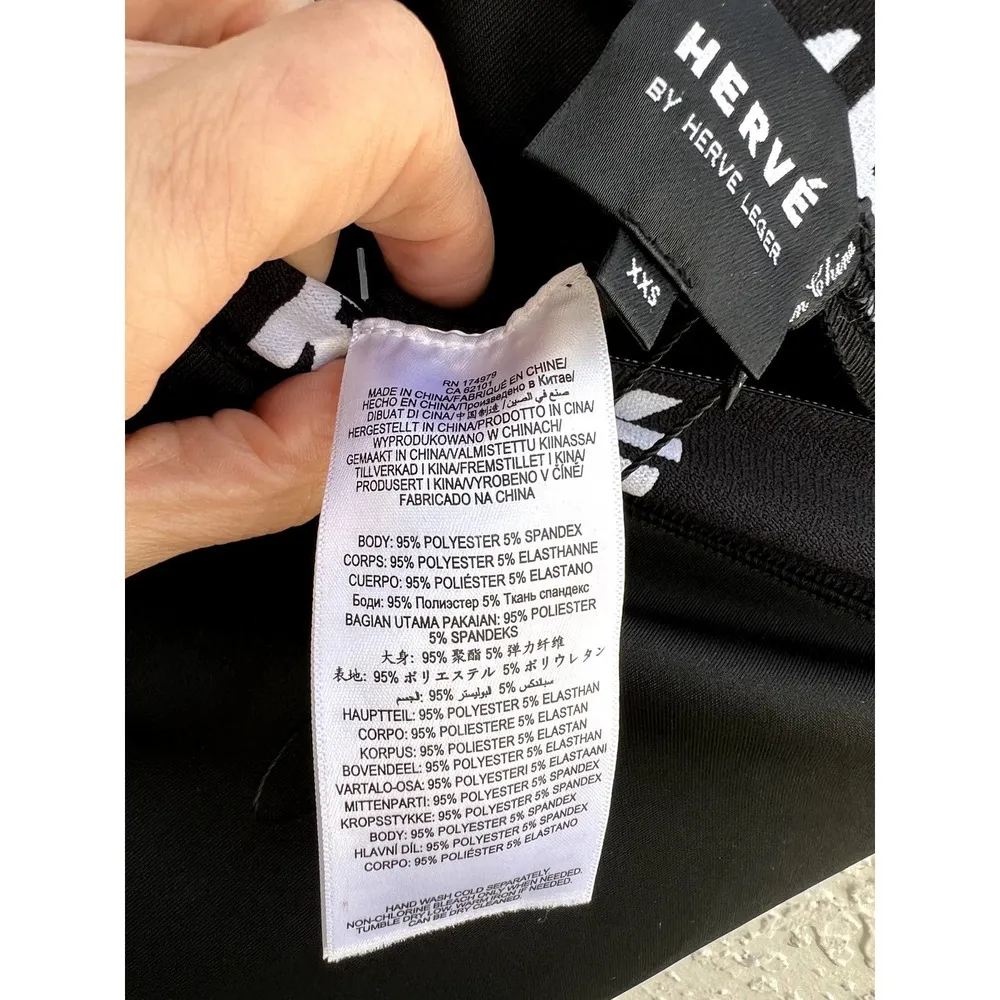 HERVÉ
BY HERVE LEGER
XXS
China
RN 174979
CA 62101
MADE IN CHINA/FABRIQUÉ EN CHINE/
HECHO EN CHINA/Произведено в Китае/
DIBUAT DI CINA/中国制造/صنع في الصين/
HERGESTELLT IN CHINA/PRODOTTO IN CINA/
WYPRODUKOWANO W CHINACH/
GEMAAKT IN CHINA/VALMISTETTU KIINASSA/
TILLVERKAD I KINA/FREMSTILLET I KINA/
PRODUSERT I KINA/VYROBENO V ČÍNĚ/
FABRICADO NA CHINA
BODY: 95% POLYESTER 5% SPANDEX
CORPS: 95% POLYESTER 5% ELASTHANNE
CUERPO: 95% POLIÉSTER 5% ELASTANO
Боди: 95% Полиэстер 5% Ткань спандекс
BAGIAN UTAMA PAKAIAN: 95% POLIESTER
5% SPANDEKS
大身: 95% 聚酯 5% 弹力纤维
表地: 95% ポリエステル 5% ポリウレタン
الجسم: 95% البوليستر 5% سباندكس
HAUPTTEIL: 95% POLYESTER 5% ELASTHAN
CORPO: 95% POLIESTERE 5% ELASTAN
KORPUS: 95% POLYESTER 5% ELASTAN
BOVENDEEL: 95% POLYESTER 5% ELASTHAN
VARTALO-OSA: 95% POLYESTERI 5% ELASTAANI
MITTENPARTI: 95% POLYESTER 5% SPANDEX
KROPSSTYKKE: 95% POLYESTER 5% SPANDEX
BODY: 95% POLYESTER 5% SPANDEX
HLAVNÍ DÍL: 95% POLYESTER 5% SPANDEX
CORPO: 95% POLIÉSTER 5% ELASTANO
HAND WASH COLD SEPARATELY
NON-CHLORINE BLEACH ONLY WHEN NEEDED.
TUMBLE DRY LOW, WARM IRON IF NEEDED.
CAN BE DRY CLEANED.